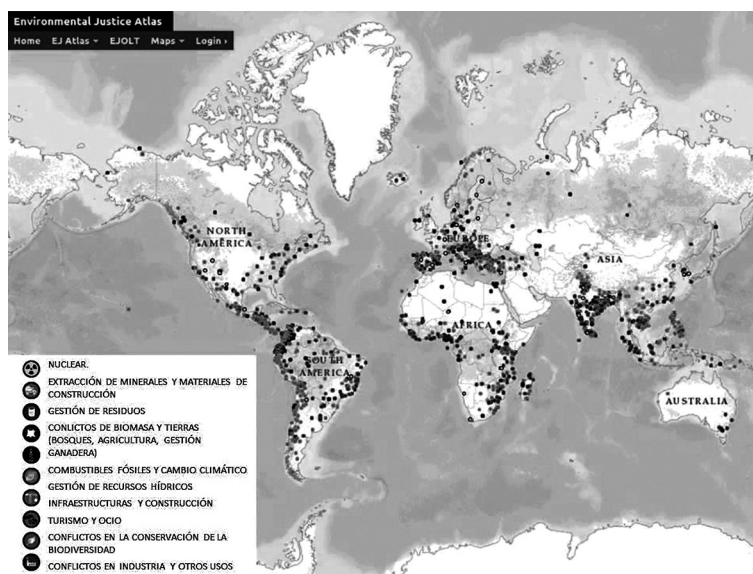 Environmental Justice Atlas
Home EJ Atlas EJOLT Maps Login ›
NORTH
AMERICA
EUROPE
ASIA
AFRICA
SOUTH
AMERICA
AUSTRALIA
NUCLEAR.
EXTRACCIÓN DE MINERALES Y MATERIALES DE
CONSTRUCCIÓN
GESTIÓN DE RESIDUOS
CONLICTOS DE BIOMASA Y TIERRAS
(BOSQUES, AGRICULTURA, GESTIÓN
GANADERA)
COMBUSTIBLES FÓSILES Y CAMBIO CLIMÁTICO
GESTIÓN DE RECURSOS HÍDRICOS
INFRAESTRUCTURAS Y CONSTRUCCIÓN
TURISMO Y OCIO
CONFLICTOS EN LA CONSERVACIÓN DE LA
BIODIVERSIDAD
CONFLICTOS EN INDUSTRIA Y OTROS USOS